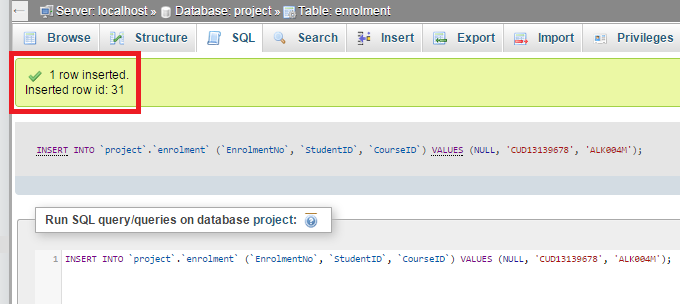 Server: localhost » Database: project » Table: enrolment
Browse Structure SQL Search Insert Export Import Privileges
1 row inserted.
Inserted row id: 31
INSERT INTO `project`.`enrolment` (`EnrolmentNo`, `StudentID`, `CourseID`) VALUES (NULL, 'CUD13139678', 'ALK004M');
Run SQL query/queries on database project:
1 INSERT INTO `project`.`enrolment` (`EnrolmentNo`, `StudentID`, `CourseID`) VALUES (NULL, 'CUD13139678', 'ALK004M');